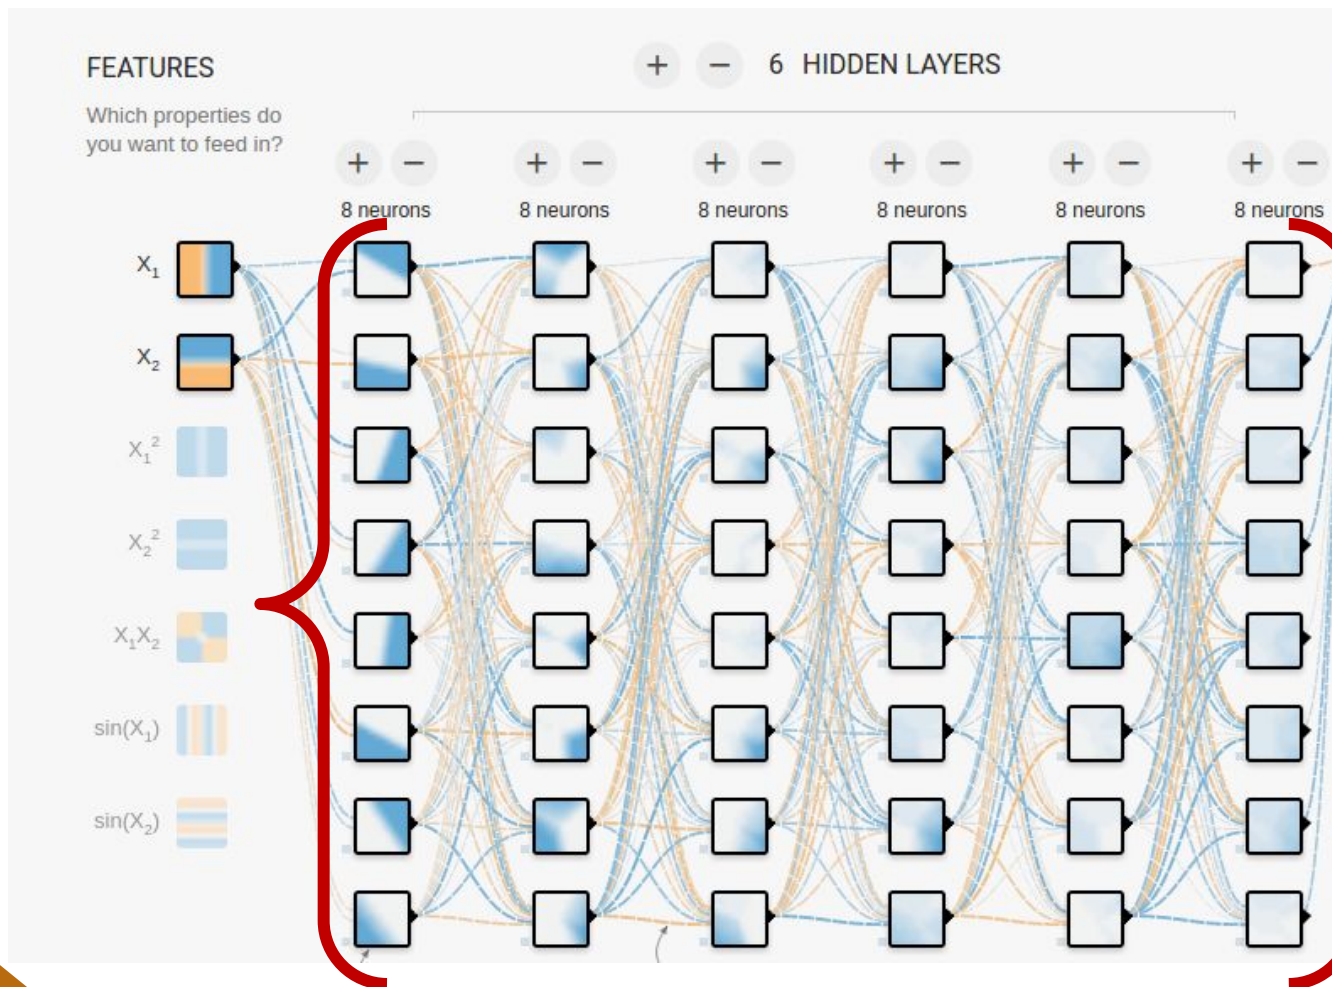 FEATURES
Which properties do
you want to feed in?
+ − 6 HIDDEN LAYERS
+ − + − + − + − + − + −
8 neurons 8 neurons 8 neurons 8 neurons 8 neurons 8 neurons
X₁
X₂
X₁²
X₂²
X₁X₂
sin(X₁)
sin(X₂)